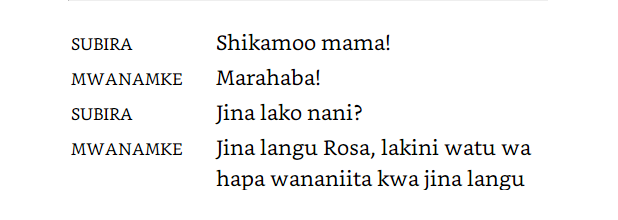 SUBIRA Shikamoo mama!
MWANAMKE Marahaba!
SUBIRA Jina lako nani?
MWANAMKE Jina langu Rosa, lakini watu wa
hapa wananiita kwa jina langu